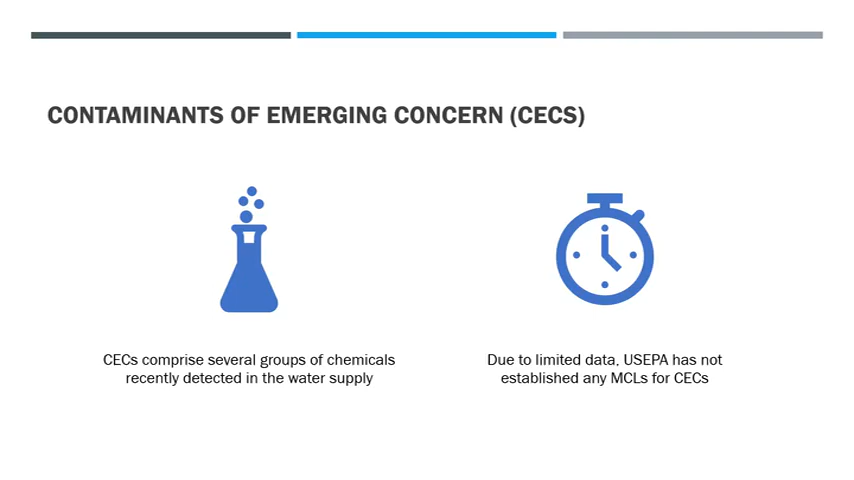 CONTAMINANTS OF EMERGING CONCERN (CECS)
CECs comprise several groups of chemicals
recently detected in the water supply
Due to limited data, USEPA has not
established any MCLs for CECs